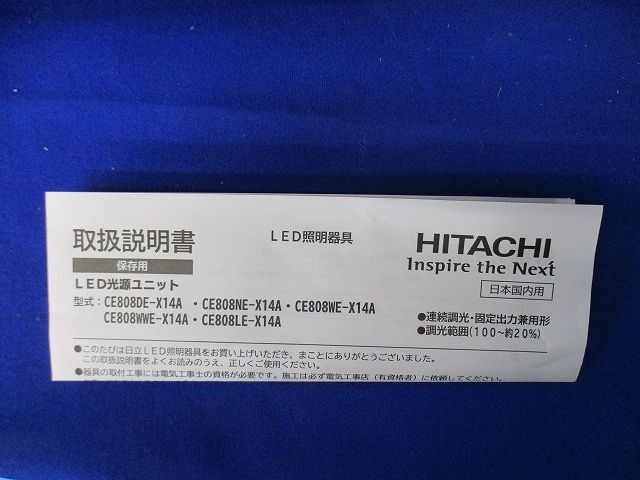 取扱説明書
保存用
LED照明器具
HITACHI
Inspire the Next
日本国内用
LED光源ユニット
型式：CE808DE-X14A ・CE808NE-X14A・CE808WE-X14A
CE808WWE-X14A・CE808LE-X14A
●連続調光・固定出力兼用形
●調光範囲(100～約20%)
●このたびは日立LED照明器具をお買い上げいただき、まことにありがとうございました。
この取扱説明書をよくお読みのうえ、正しくご使用ください。
●器具の取付工事には電気工事士の資格が必要です。施工は必ず電気工事店（有資格者）に依頼してください。